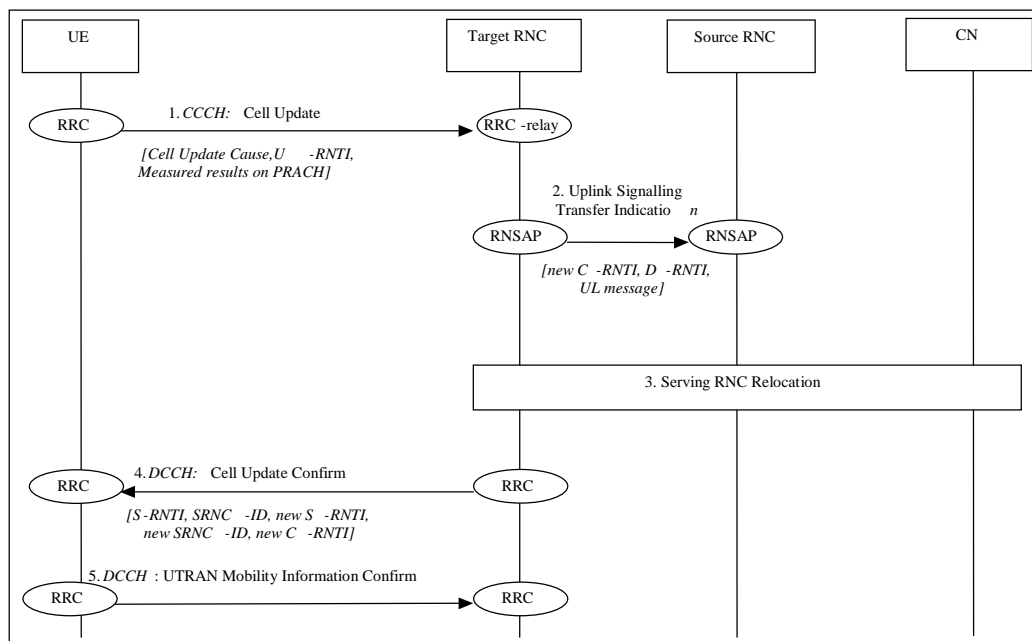 UE
Target RNC
Source RNC
CN
RRC
1. CCCH: Cell Update
RRC -relay
[Cell Update Cause,U -RNTI,
Measured results on PRACH]
2. Uplink Signalling
Transfer Indicatio n
RNSAP
RNSAP
[new C -RNTI, D -RNTI,
UL message]
3. Serving RNC Relocation
4. DCCH: Cell Update Confirm
RRC
RRC
[S-RNTI, SRNC -ID, new S -RNTI,
new SRNC -ID, new C -RNTI]
5. DCCH : UTRAN Mobility Information Confirm
RRC
RRC